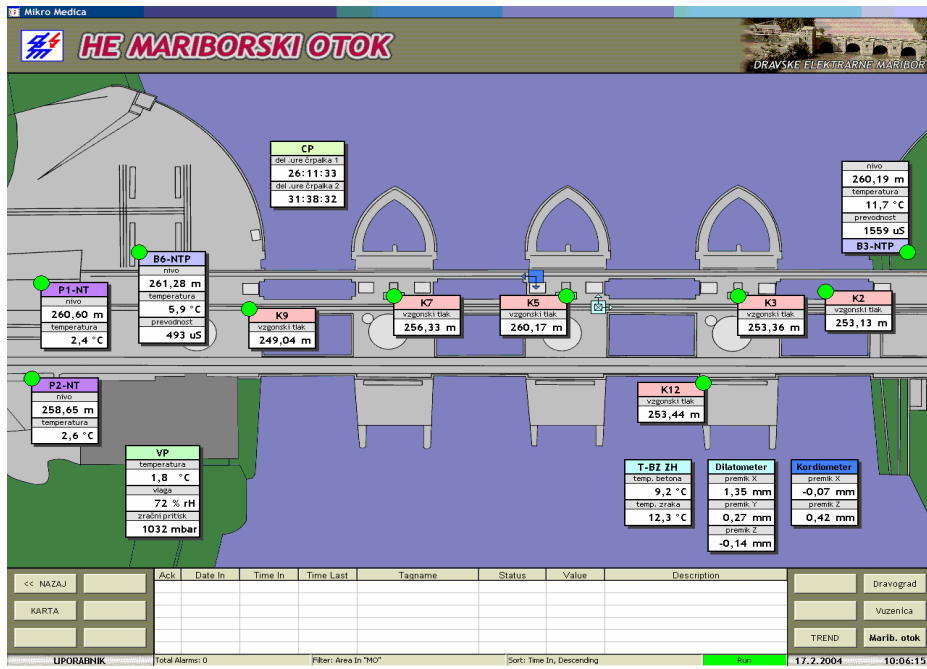 Mikro Medica
HE MARIBORSKI OTOK
DRAVSKE ELEKTRARNE MARIBOR
CP
del .ure črpalka 1
26:11:33
del .ure črpalka 2
31:38:32
nivo
260,19 m
temperatura
11,7 °C
prevodnost
1559 uS
B3-NTP
B6-NTP
nivo
261,28 m
temperatura
5,9 °C
prevodnost
493 uS
P1-NT
nivo
260,60 m
temperatura
2,4 °C
K9
vzgonski tlak
249,04 m
K7
vzgonski tlak
256,33 m
K5
vzgonski tlak
260,17 m
K3
vzgonski tlak
253,36 m
K2
vzgonski tlak
253,13 m
P2-NT
nivo
258,65 m
temperatura
2,6 °C
K12
vzgonski tlak
253,44 m
VP
temperatura
1,8 °C
vlaga
72 % rH
zračni pritisk
1032 mbar
T-BZ ZH
temp. betona
9,2 °C
temp. zraka
12,3 °C
Dilatometer
premik X
1,35 mm
premik Y
0,27 mm
premik Z
-0,14 mm
Kordiometer
premik X
-0,07 mm
premik Z
0,42 mm
<< NAZAJ
KARTA
UPORABNIK
Ack Date In Time In Time Last Tagname Status Value Description
Total Alarms: 0 Filter: Area In "MO" Sort: Time In, Descending Run
Dravograd
Vuzenica
TREND Marib. otok
17.2.2004 10:06:15